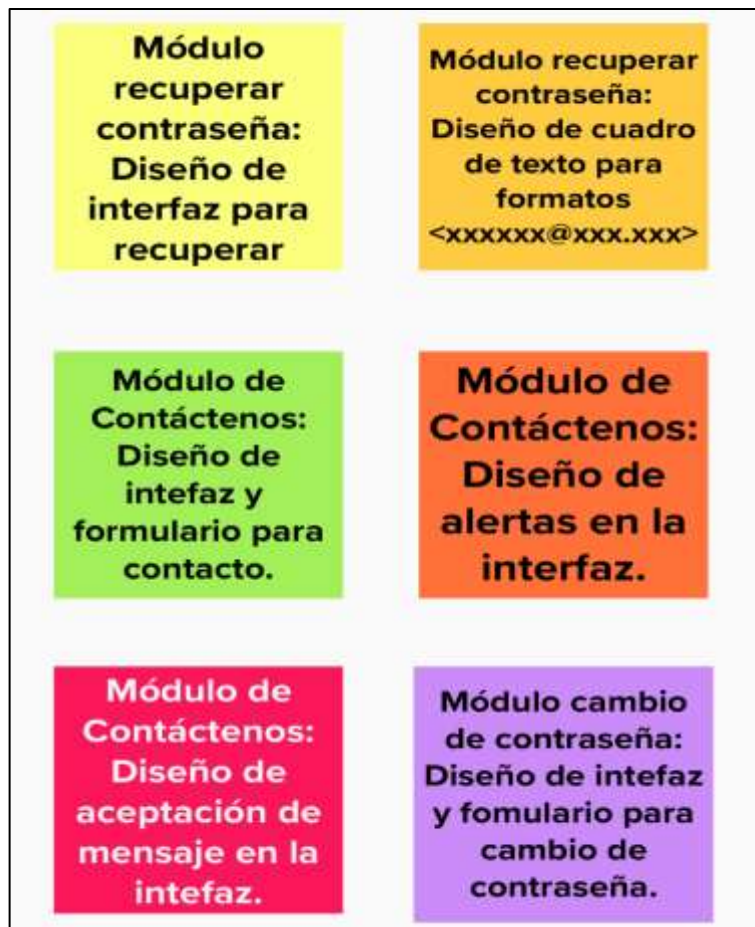 Módulo
recuperar
contraseña:
Diseño de
interfaz para
recuperar
Módulo recuperar
contraseña:
Diseño de cuadro
de texto para
formatos
<xxxxxx@xxx.xxx>
Módulo de
Contáctenos:
Diseño de
intefaz y
formulario para
contacto.
Módulo de
Contáctenos:
Diseño de
alertas en la
interfaz.
Módulo de
Contáctenos:
Diseño de
aceptación de
mensaje en la
intefaz.
Módulo cambio
de contraseña:
Diseño de intefaz
y fomulario para
cambio de
contraseña.